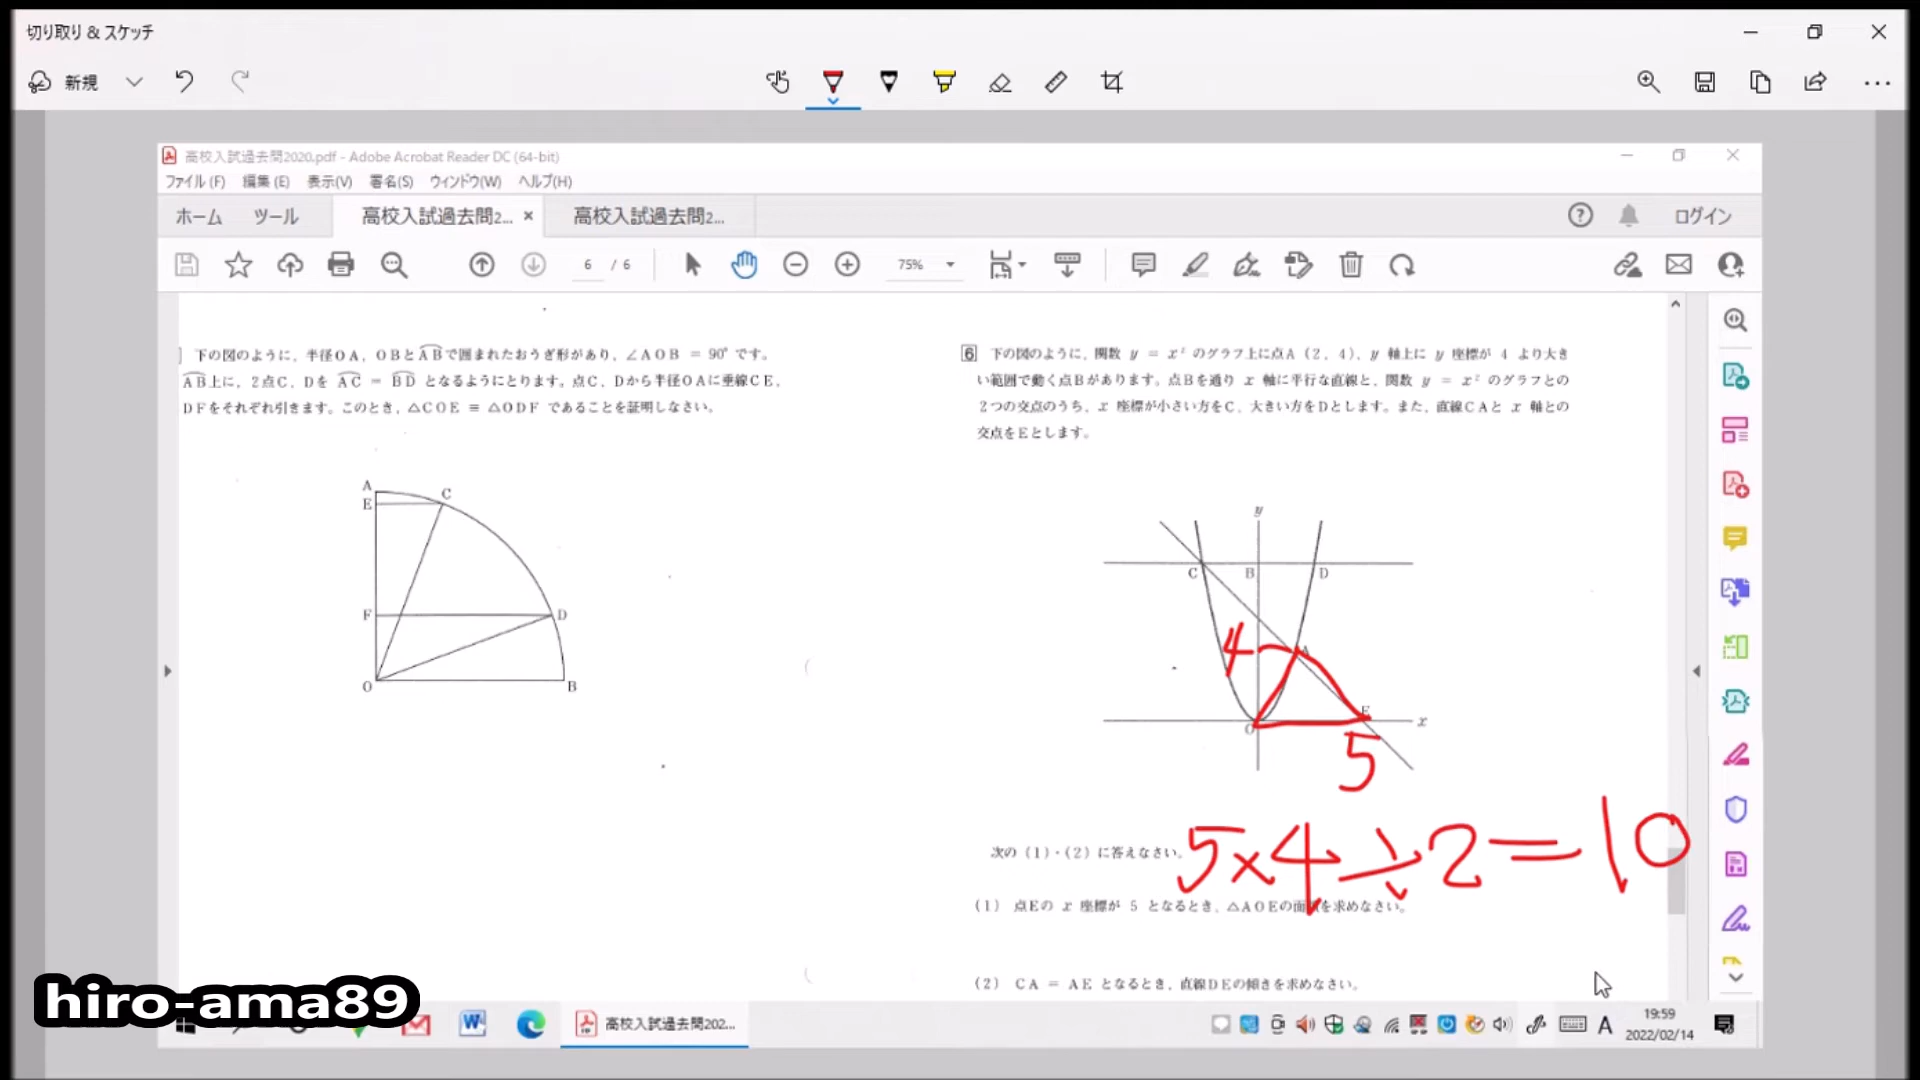 切り取り & スケッチ
新規
高校入試過去問2020.pdf - Adobe Acrobat Reader DC (64-bit)
ファイル(F) 編集(E) 表示(V) 署名(S) ウィンドウ(W) ヘルプ(H)
ホーム ツール 高校入試過去問2... × 高校入試過去問2... ログイン
6 / 6 75%
下の図のように、半径OA、OBとABで囲まれたおうぎ形があり、∠AOB = 90° です。
AB上に、2点C、Dを AC = BD となるようにとります。点C、Dから半径OAに垂線CE、
DFをそれぞれ引きます。このとき、△COE ≡ △ODF であることを証明しなさい。
A
C
E
F
D
O
B
6 下の図のように、関数 y = x² のグラフ上に点A (2, 4)、y 軸上に y 座標が 4 より大き
い範囲で動く点Bがあります。点Bを通り x 軸に平行な直線と、関数 y = x² のグラフとの
2つの交点のうち、x 座標が小さい方をC、大きい方をDとします。また、直線CAと x 軸との
交点をEとします。
y
C B D
4 A
E
O x
5
次の (1)・(2) に答えなさい。
5×4÷2=10
(1) 点Eの x 座標が 5 となるとき、△AOEの面積を求めなさい。
(2) CA = AE となるとき、直線DEの傾きを求めなさい。
hiro-ama89
高校入試過去問202...
A
19:59
2022/02/14